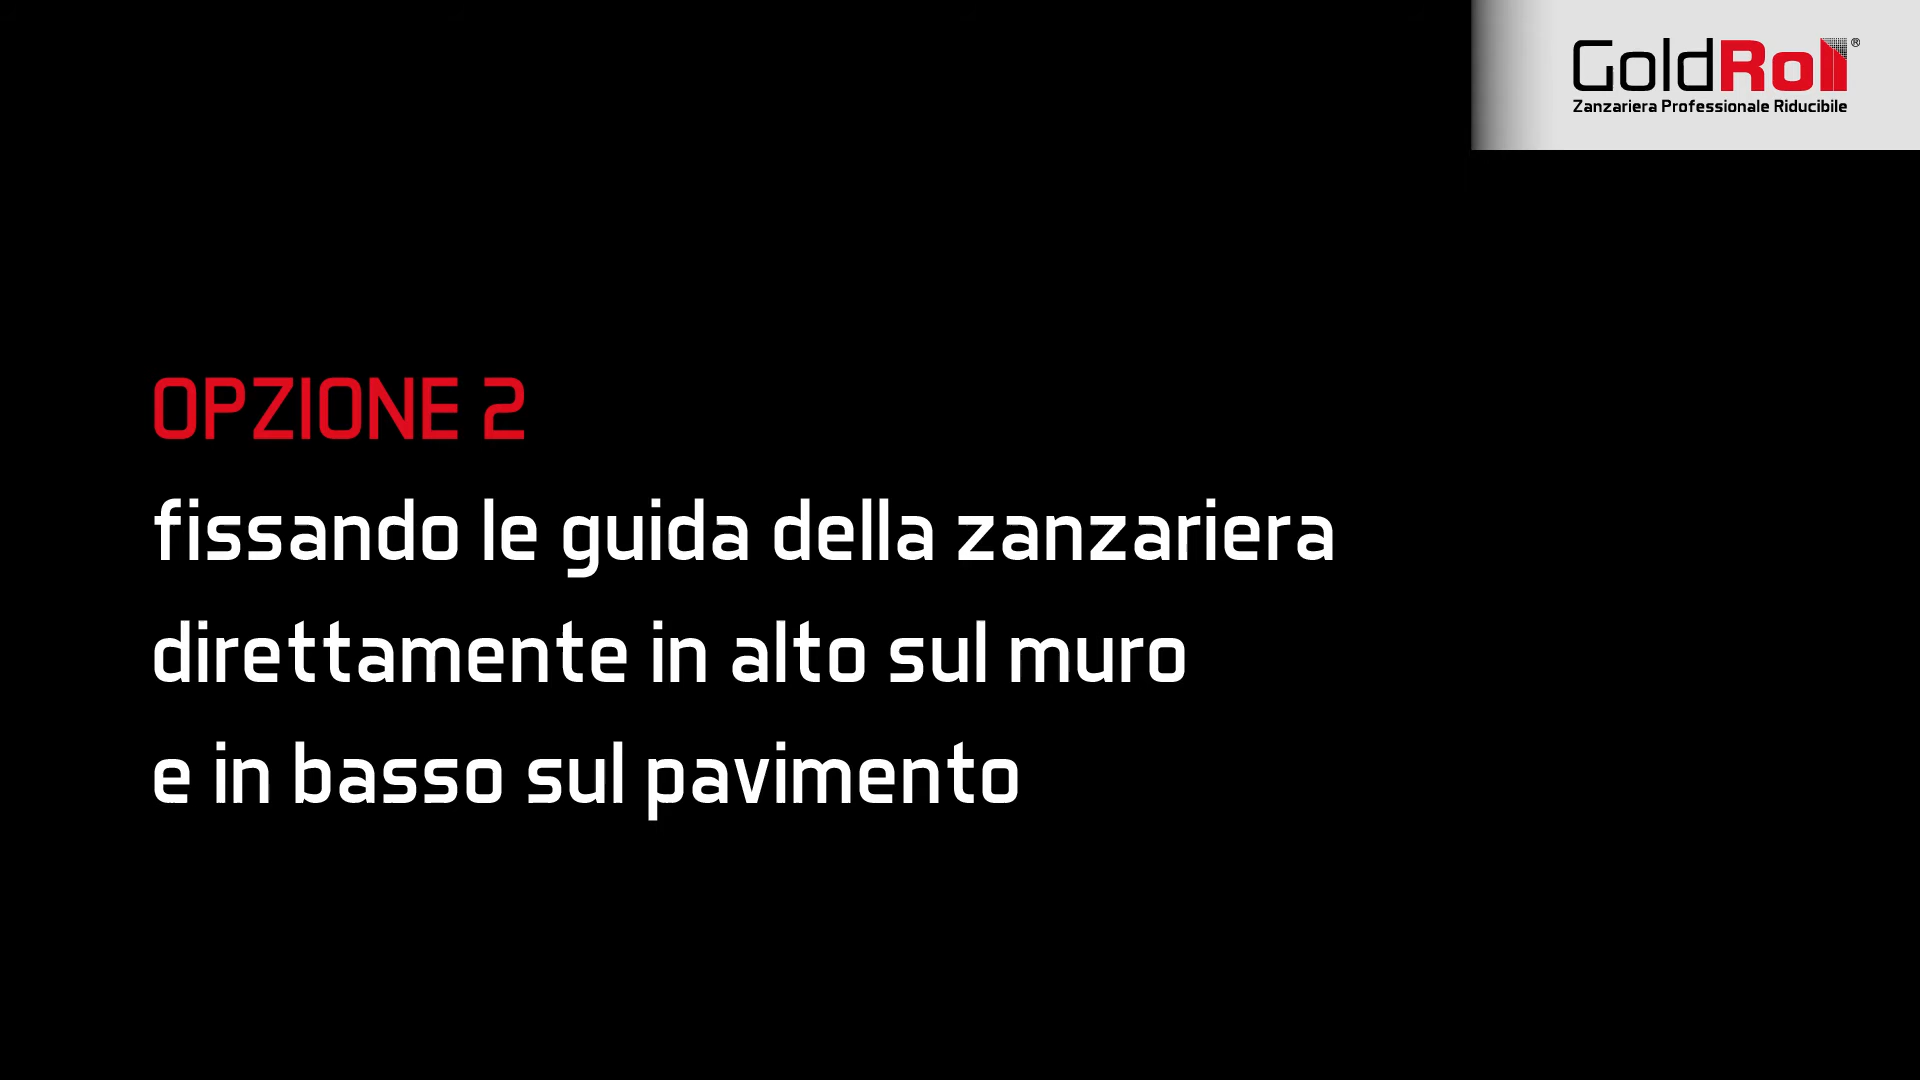 GoldRoll®
Zanzariera Professionale Riducibile
OPZIONE 2
fissando le guida della zanzariera
direttamente in alto sul muro
e in basso sul pavimento